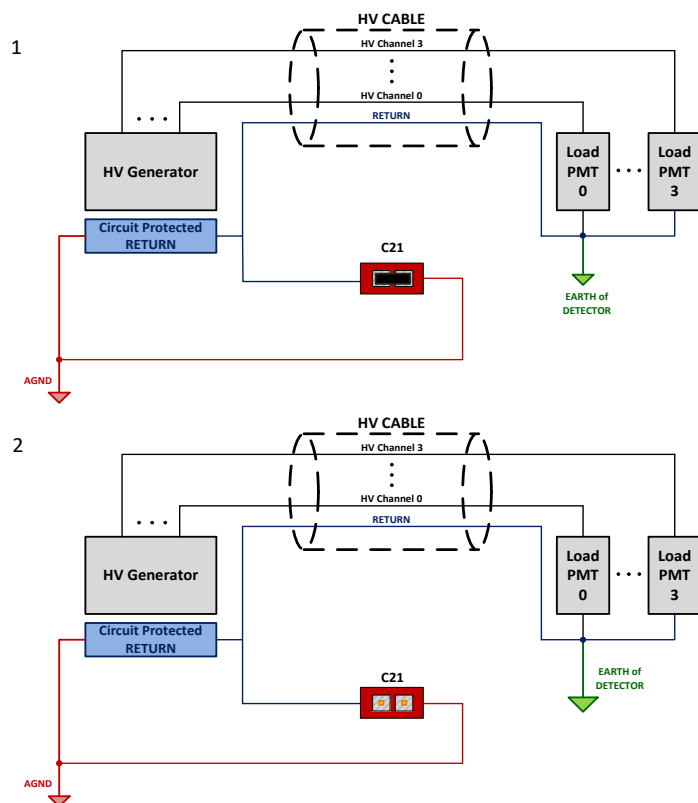 1
HV CABLE
HV Channel 3
HV Channel 0
RETURN
HV Generator
Load
PMT
0
Load
PMT
3
Circuit Protected
RETURN
C21
EARTH of
DETECTOR
AGND
2
HV CABLE
HV Channel 3
HV Channel 0
RETURN
HV Generator
Load
PMT
0
Load
PMT
3
Circuit Protected
RETURN
C21
EARTH of
DETECTOR
AGND